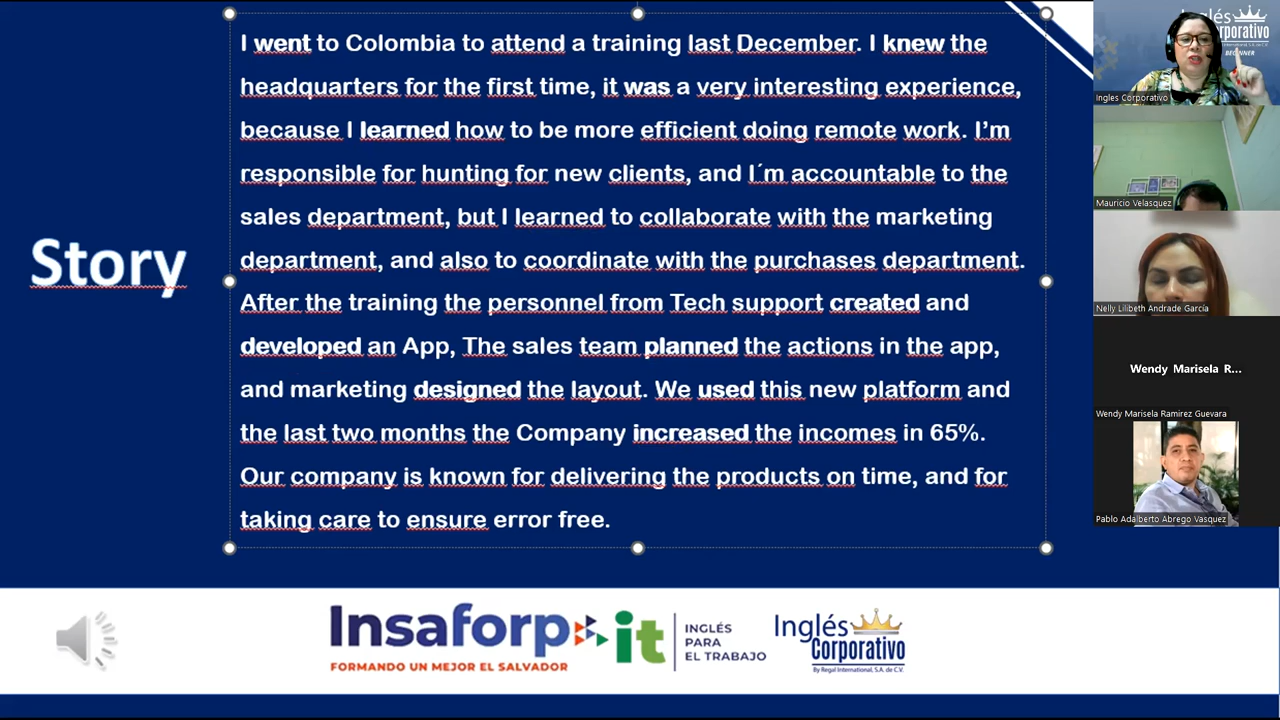 Story
I went to Colombia to attend a training last December. I knew the
headquarters for the first time, it was a very interesting experience,
because I learned how to be more efficient doing remote work. I’m
responsible for hunting for new clients, and I´m accountable to the
sales department, but I learned to collaborate with the marketing
department, and also to coordinate with the purchases department.
After the training the personnel from Tech support created and
developed an App, The sales team planned the actions in the app,
and marketing designed the layout. We used this new platform and
the last two months the Company increased the incomes in 65%.
Our company is known for delivering the products on time, and for
taking care to ensure error free.
Insaforp it
FORMANDO UN MEJOR EL SALVADOR
INGLÉS
PARA
EL TRABAJO
Inglés
Corporativo
By Regal International, S.A. de C.V.
BEGINNER
Ingles Corporativo
Mauricio Velasquez
Nelly Lilibeth Andrade García
Wendy Marisela R...
Wendy Marisela Ramirez Guevara
Pablo Adalberto Abrego Vasquez